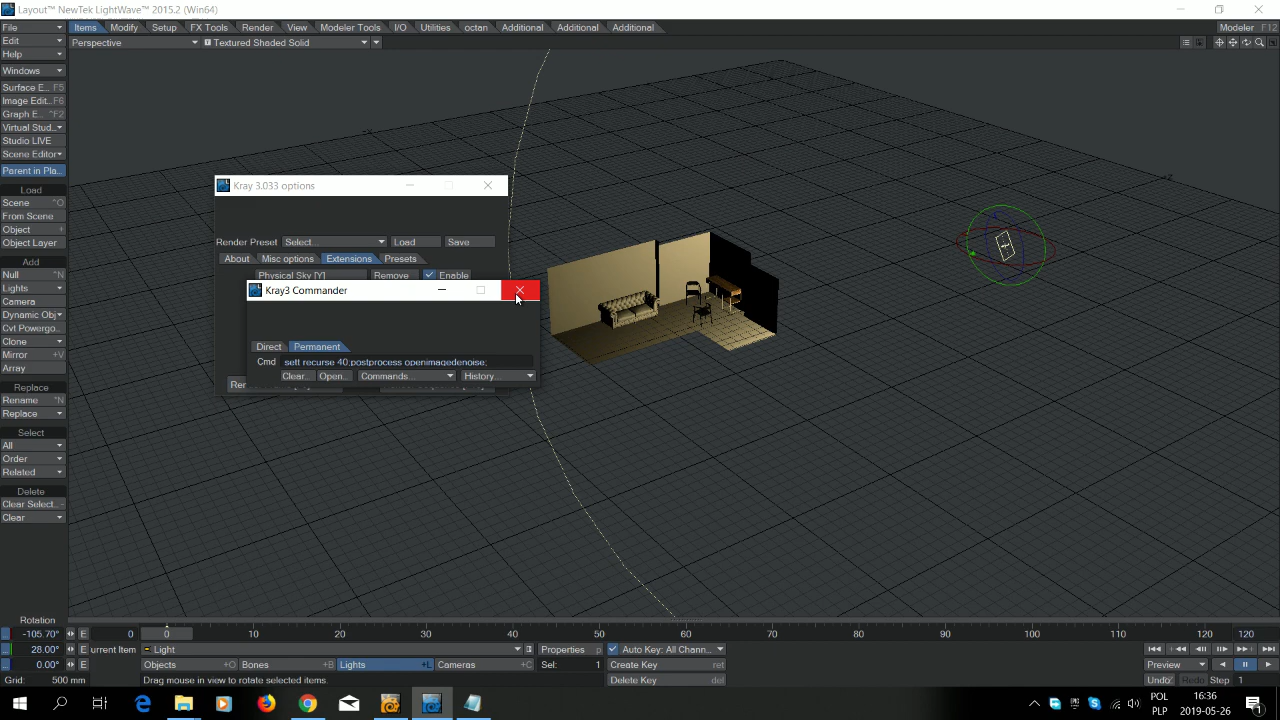 Layout™ NewTek LightWave™ 2015.2 (Win64)
File Items Modify Setup FX Tools Render View Modeler Tools I/O Utilities octan Additional Additional Additional Modeler F12
Edit Perspective Textured Shaded Solid
Help
Windows
Surface E... F5
Image Edit... F6
Graph E... ^F2
Virtual Stud...
Studio LIVE
Scene Editor
Parent in Pla...
Load
Scene ^O
From Scene
Object +
Object Layer
Add
Null ^N
Lights
Camera
Dynamic Obj
Cvt Powergo...
Clone
Mirror +V
Array
Replace
Rename ^N
Replace
Select
All
Order
Related
Delete
Clear Select... -
Clear
Kray 3.033 options
Render Preset Select... Load Save
About Misc options Extensions Presets
Physical Sky [Y] Remove Enable
Kray3 Commander
Direct Permanent
Cmd sett recurse 40;postprocess openimagedenoise;
Clear... Open... Commands... History...
Rotation
-105.70° E 0 0 10 20 30 40 50 60 70 80 90 100 110 120 120
28.00° E urrent Item Light Properties p Auto Key: All Chann...
0.00° E Objects +O Bones +B Lights +L Cameras +C Sel: 1 Create Key ret Preview
Grid: 500 mm Drag mouse in view to rotate selected items. Delete Key del Undo Redo Step 1
POL 16:36
PLP 2019-05-26